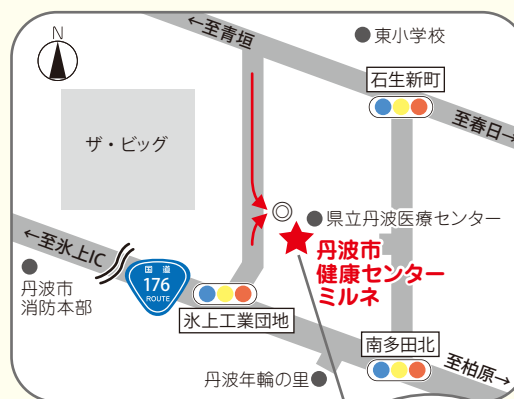 ←至青垣
N
東小学校
石生新町
至春日→
ザ・ビッグ
県立丹波医療センター
←至氷上IC
丹波市
健康センター
ミルネ
丹波市
消防本部
国道
176
ROUTE
氷上工業団地
南多田北
至柏原→
丹波年輪の里